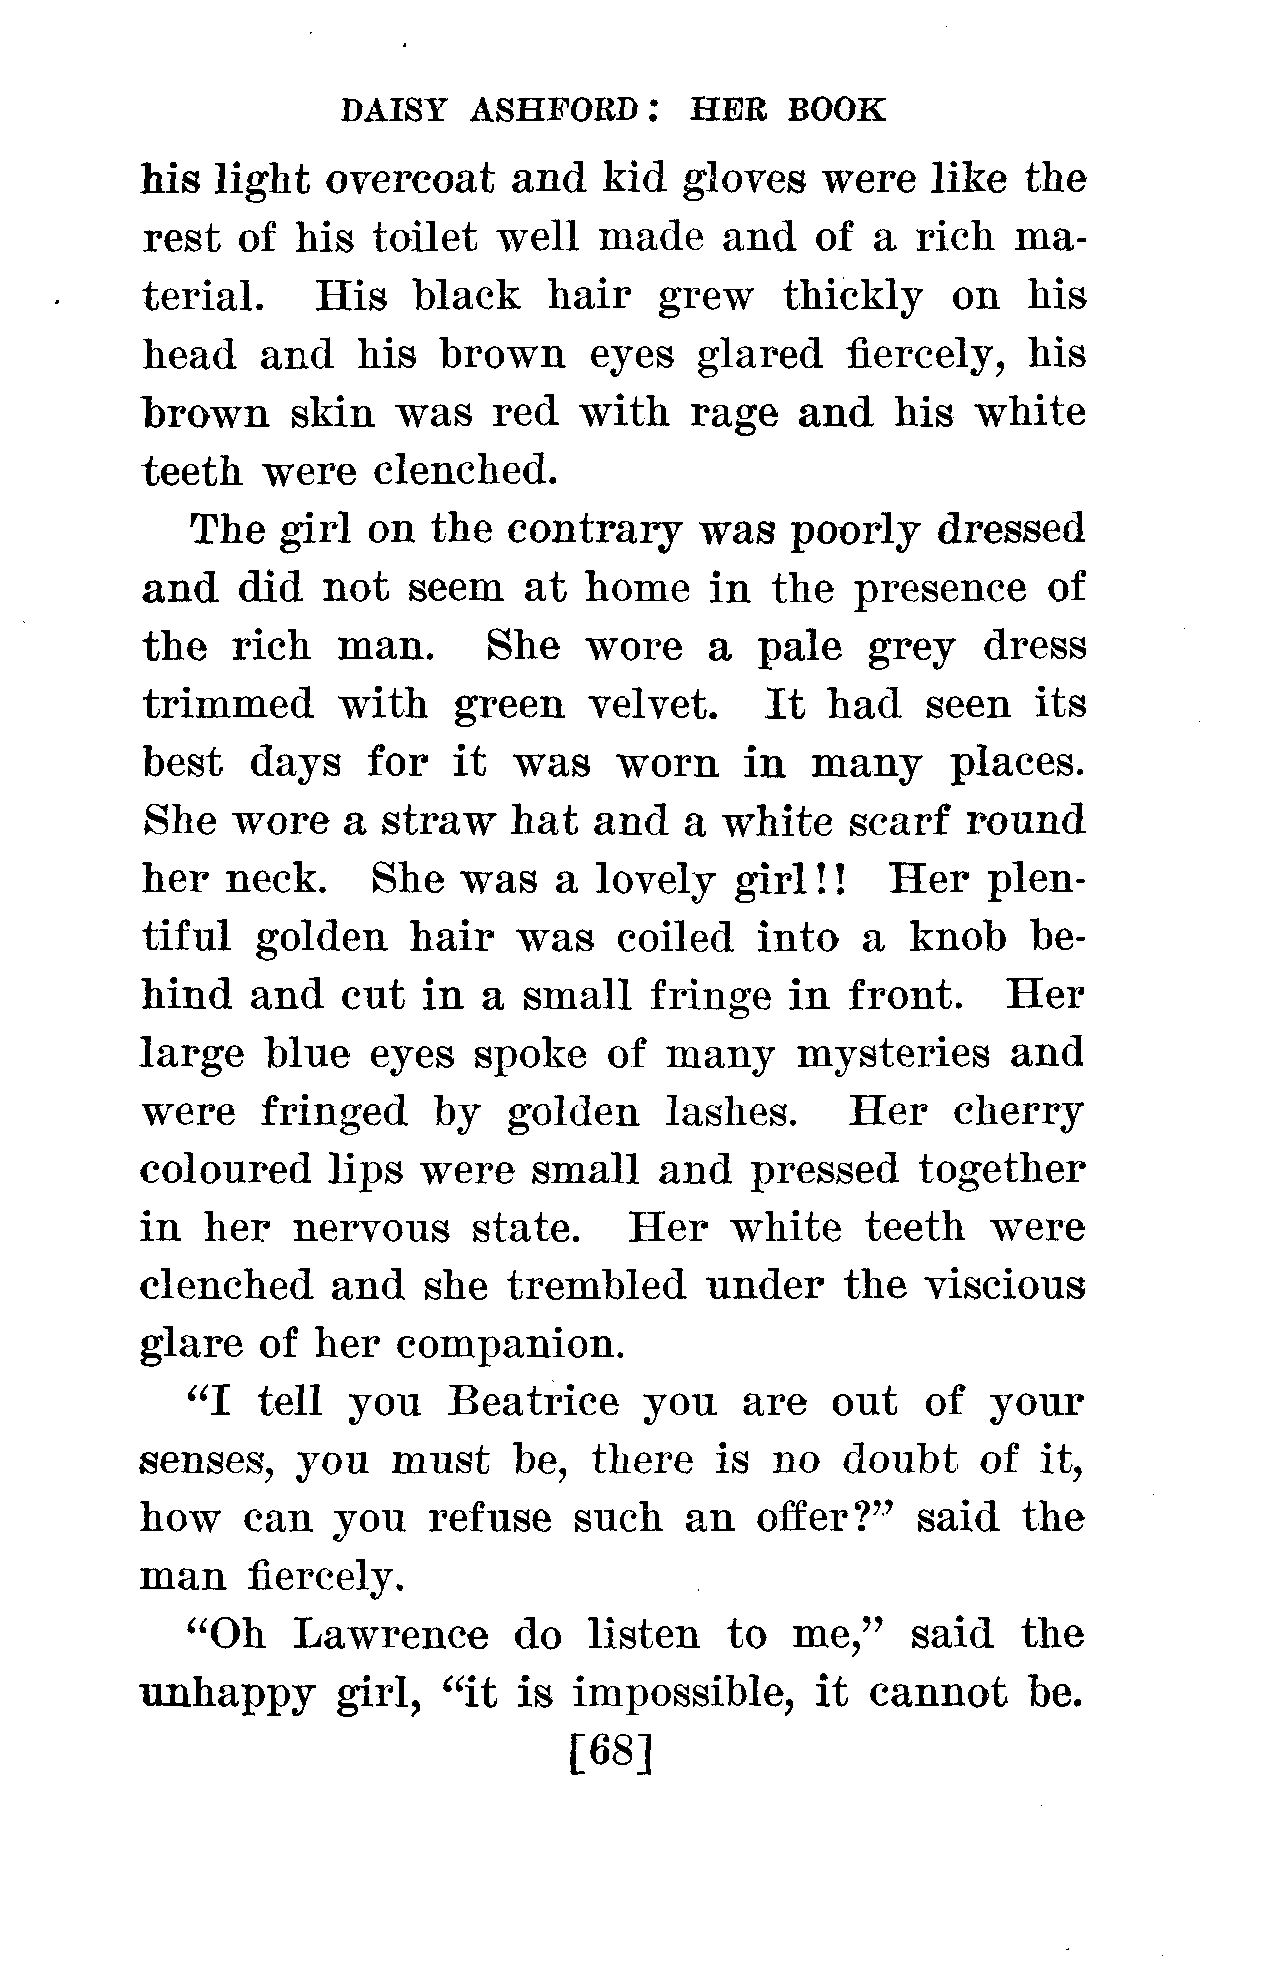 DAISY ASHFORD: HER BOOK
his light overcoat and kid gloves were like the
rest of his toilet well made and of a rich ma-
terial. His black hair grew thickly on his
head and his brown eyes glared fiercely, his
brown skin was red with rage and his white
teeth were clenched.
The girl on the contrary was poorly dressed
and did not seem at home in the presence of
the rich man. She wore a pale grey dress
trimmed with green velvet. It had seen its
best days for it was worn in many places.
She wore a straw hat and a white scarf round
her neck. She was a lovely girl!! Her plen-
tiful golden hair was coiled into a knob be-
hind and cut in a small fringe in front. Her
large blue eyes spoke of many mysteries and
were fringed by golden lashes. Her cherry
coloured lips were small and pressed together
in her nervous state. Her white teeth were
clenched and she trembled under the viscious
glare of her companion.
"I tell you Beatrice you are out of your
senses, you must be, there is no doubt of it,
how can you refuse such an offer?" said the
man fiercely.
"Oh Lawrence do listen to me," said the
unhappy girl, "it is impossible, it cannot be.
[68]